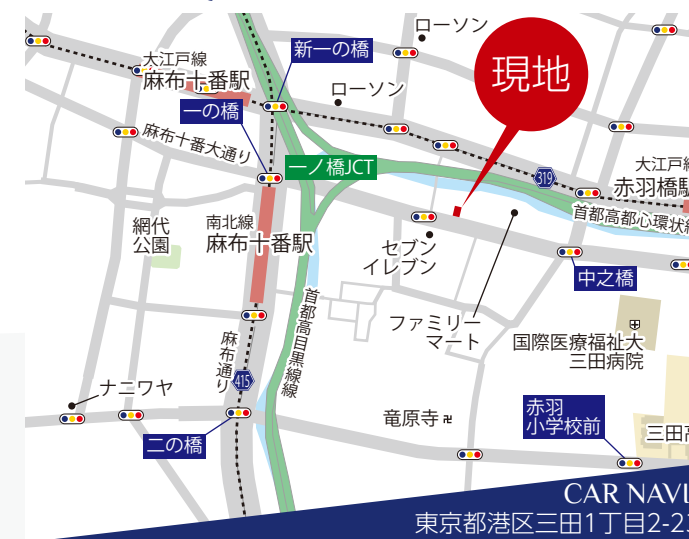 ローソン
新一の橋
大江戸線
麻布十番駅
ローソン
現地
一の橋
麻布十番大通り
一ノ橋JCT
319
大江戸線
赤羽橋駅
首都高都心環状線
網代
公園
南北線
麻布十番駅
セブン
イレブン
中之橋
首都高目黒線線
ファミリー
マート
国際医療福祉大
三田病院
麻布通り
415
ナニワヤ
竜原寺
赤羽
小学校前
二の橋
三田高
CAR NAVI
東京都港区三田1丁目2-23